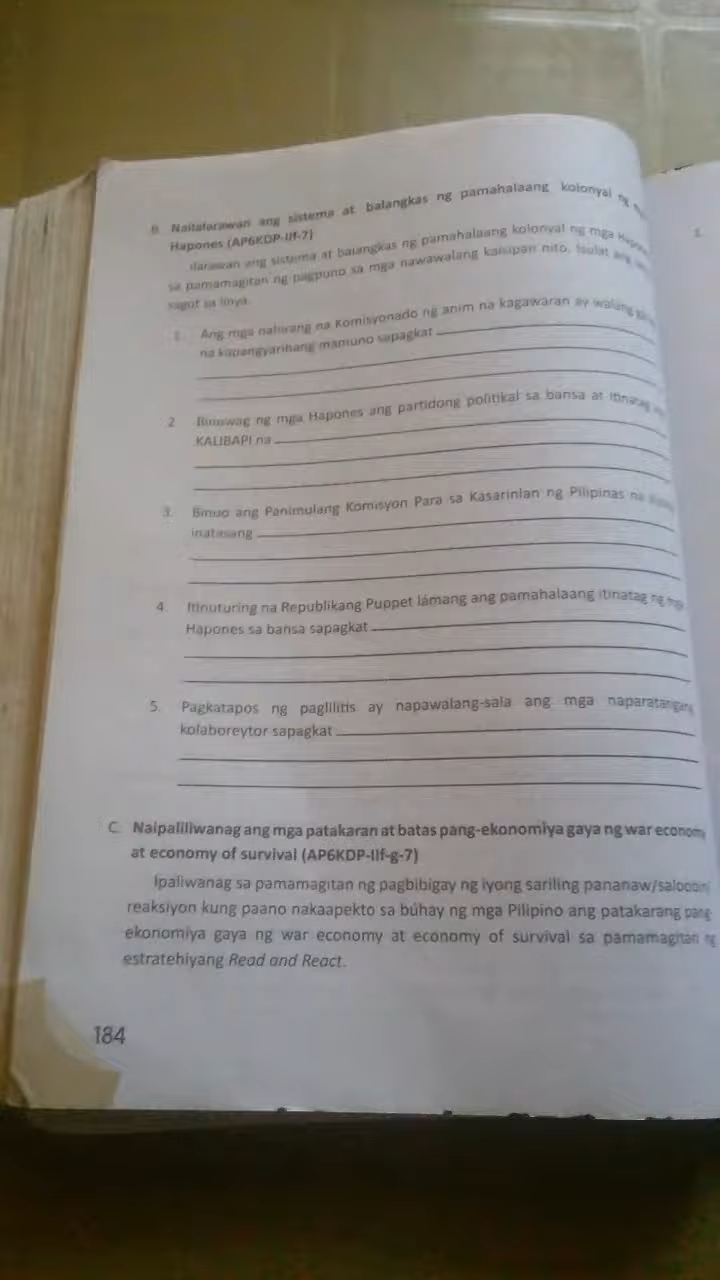 B. Nailalarawan ang sistema at balangkas ng pamahalaang kolonyal ng
Hapones (AP6KDP-IIf-7)
Ilarawan ang sistema at balangkas ng pamahalaang kolonyal ng mga
sa pamamagitan ng pagpuno sa mga nawawalang kaisipan nito. Isulat ang
sagot sa linya.
1. Ang mga nahirang na Komisyonado ng anim na kagawaran ay walang
na kapangyarihang mamuno sapagkat
2. Binuwag ng mga Hapones ang partidong politikal sa bansa at itinatag
KALIBAPI na
3. Binuo ang Panimulang Komisyon Para sa Kasarinlan ng Pilipinas na
inatasang
4. Itinuturing na Republikang Puppet lámang ang pamahalaang itinatag ng mga
Hapones sa bansa sapagkat
5. Pagkatapos ng paglilitis ay napawalang-sala ang mga naparatangang
kolaboreytor sapagkat
C. Naipaliliwanag ang mga patakaran at batas pang-ekonomiya gaya ng war economy
at economy of survival (AP6KDP-IIf-g-7)
Ipaliwanag sa pamamagitan ng pagbibigay ng iyong sariling pananaw/saloobin/
reaksiyon kung paano nakaapekto sa búhay ng mga Pilipino ang patakarang pang-
ekonomiya gaya ng war economy at economy of survival sa pamamagitan ng
estratehiyang Read and React.
184